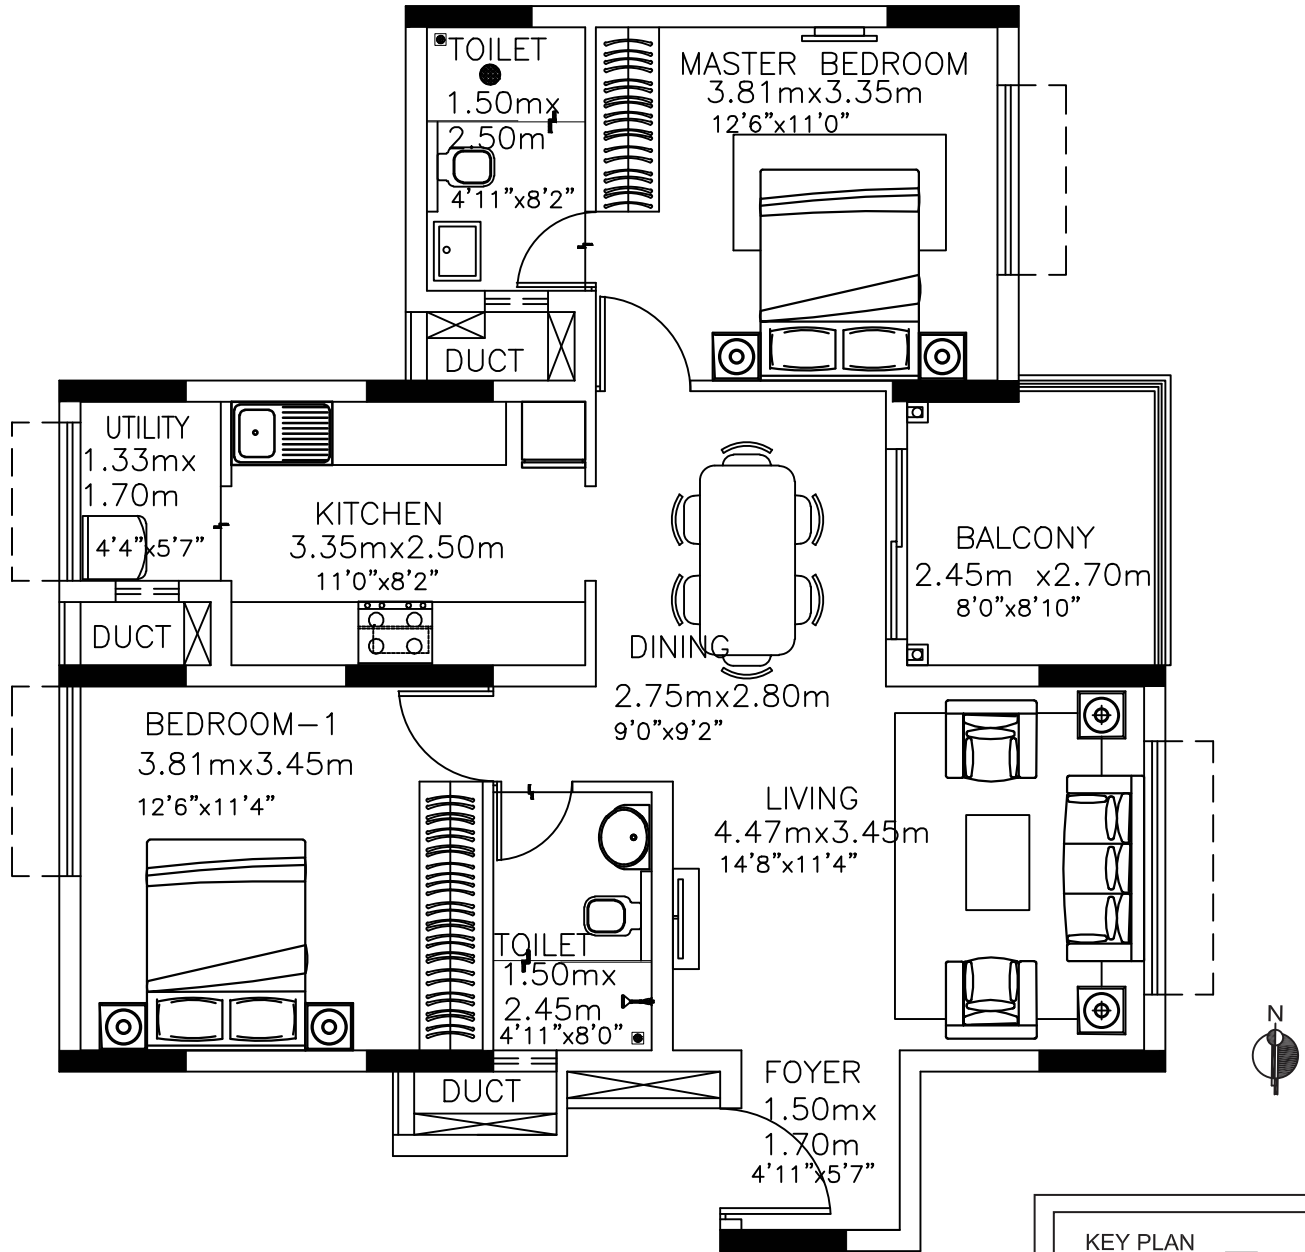 TOILET
1.50mx
2.50m
4'11"x8'2"
MASTER BEDROOM
3.81mx3.35m
12'6"x11'0"
DUCT
UTILITY
1.33mx
1.70m
4'4"x5'7"
KITCHEN
3.35mx2.50m
11'0"x8'2"
BALCONY
2.45m x2.70m
8'0"x8'10"
DUCT
DINING
2.75mx2.80m
9'0"x9'2"
BEDROOM-1
3.81mx3.45m
12'6"x11'4"
LIVING
4.47mx3.45m
14'8"x11'4"
TOILET
1.50mx
2.45m
4'11"x8'0"
DUCT
FOYER
1.50mx
1.70m
4'11"x5'7"
N
KEY PLAN